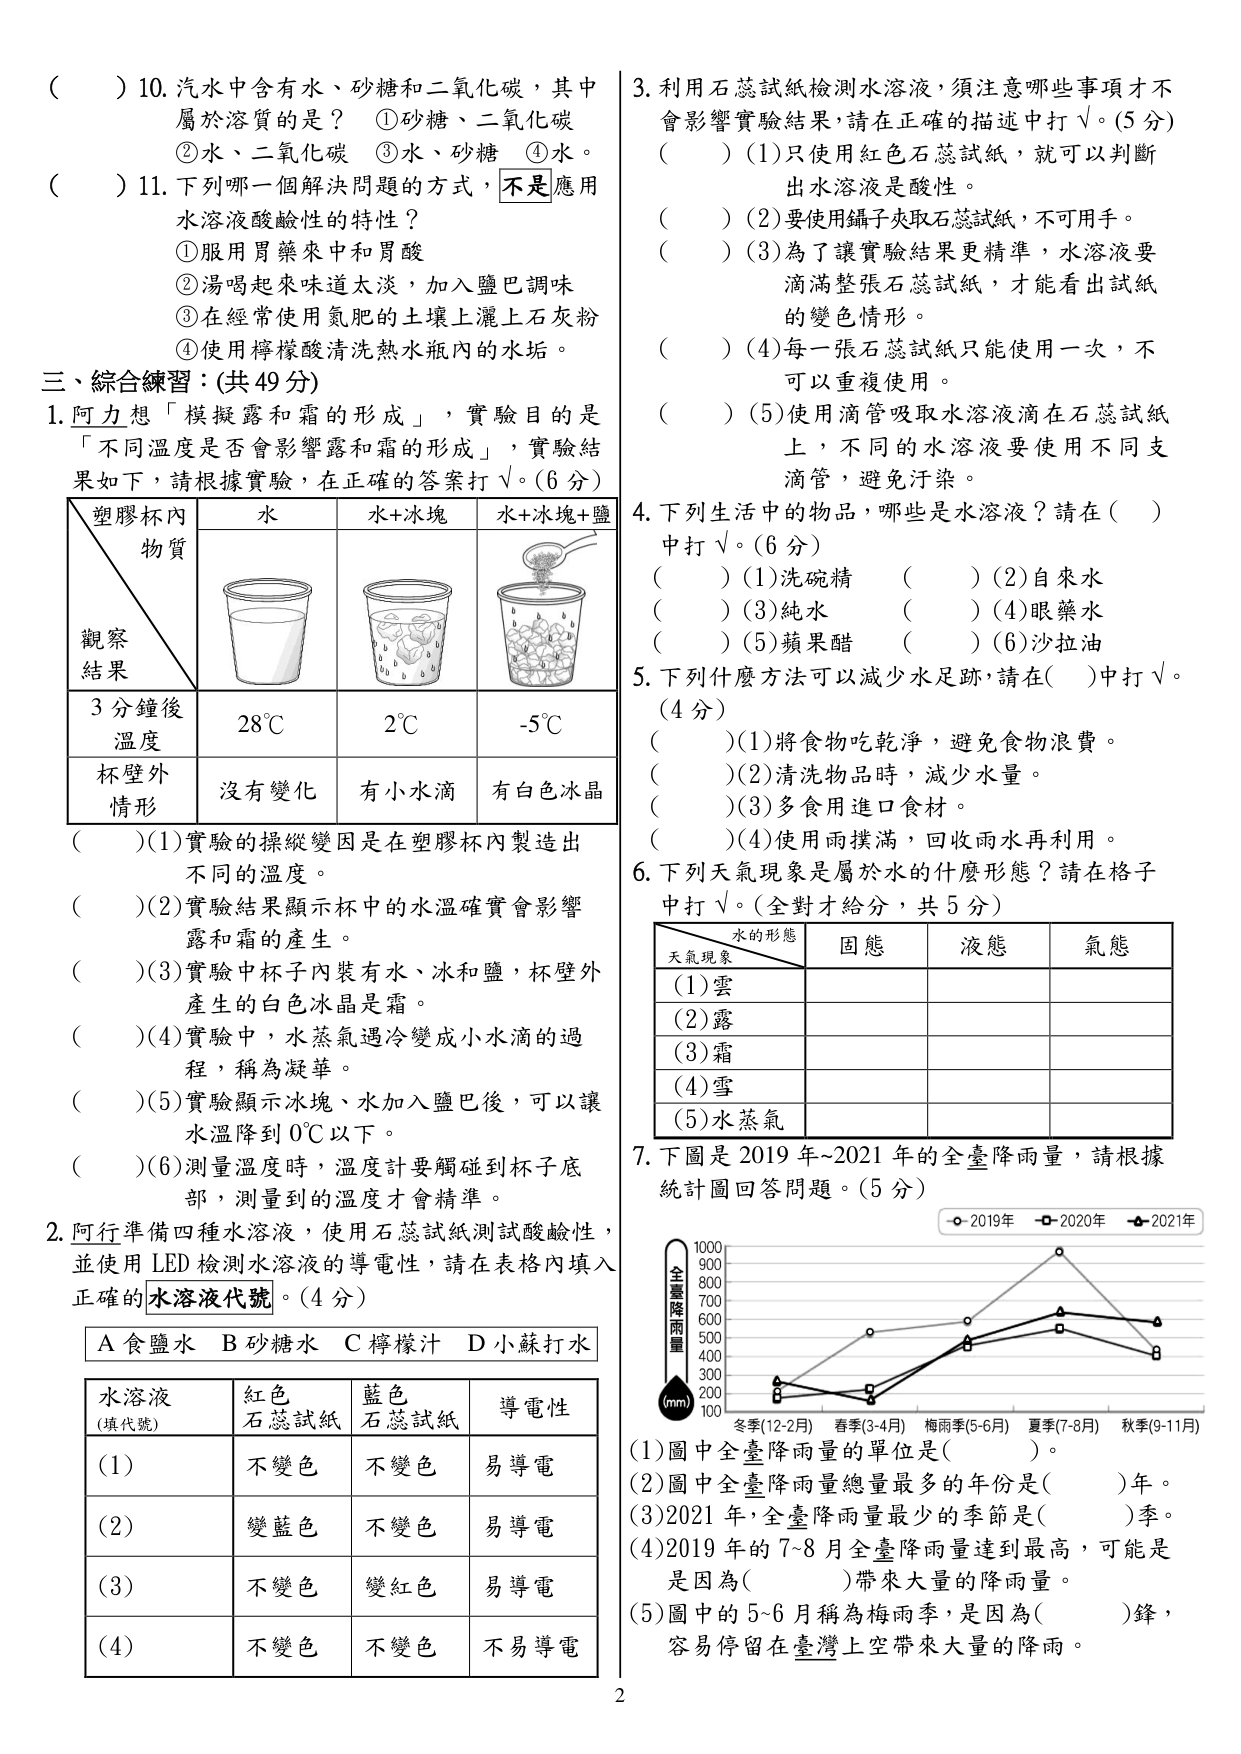 (　　) 10. 汽水中含有水、砂糖和二氧化碳，其中
屬於溶質的是？　①砂糖、二氧化碳
②水、二氧化碳　③水、砂糖　④水。
(　　) 11. 下列哪一個解決問題的方式，不是應用
水溶液酸鹼性的特性？
①服用胃藥來中和胃酸
②湯喝起來味道太淡，加入鹽巴調味
③在經常使用氮肥的土壤上灑上石灰粉
④使用檸檬酸清洗熱水瓶內的水垢。
三、綜合練習：(共 49 分)
1. 阿力想「模擬露和霜的形成」，實驗目的是
「不同溫度是否會影響露和霜的形成」，實驗結
果如下，請根據實驗，在正確的答案打√。(6 分)
塑膠杯內物質　水　水+冰塊　水+冰塊+鹽
觀察結果
3 分鐘後溫度　28℃　2℃　-5℃
杯壁外情形　沒有變化　有小水滴　有白色冰晶
(　　)(1)實驗的操縱變因是在塑膠杯內製造出
不同的溫度。
(　　)(2)實驗結果顯示杯中的水溫確實會影響
露和霜的產生。
(　　)(3)實驗中杯子內裝有水、冰和鹽，杯壁外
產生的白色冰晶是霜。
(　　)(4)實驗中，水蒸氣遇冷變成小水滴的過
程，稱為凝華。
(　　)(5)實驗顯示冰塊、水加入鹽巴後，可以讓
水溫降到 0℃以下。
(　　)(6)測量溫度時，溫度計要觸碰到杯子底
部，測量到的溫度才會精準。
2. 阿行準備四種水溶液，使用石蕊試紙測試酸鹼性，
並使用 LED 檢測水溶液的導電性，請在表格內填入
正確的水溶液代號。(4 分)
A 食鹽水　B 砂糖水　C 檸檬汁　D 小蘇打水
水溶液(填代號)　紅色石蕊試紙　藍色石蕊試紙　導電性
(1)　不變色　不變色　易導電
(2)　變藍色　不變色　易導電
(3)　不變色　變紅色　易導電
(4)　不變色　不變色　不易導電
3. 利用石蕊試紙檢測水溶液，須注意哪些事項才不
會影響實驗結果，請在正確的描述中打√。(5 分)
(　　) (1)只使用紅色石蕊試紙，就可以判斷
出水溶液是酸性。
(　　) (2)要使用鑷子夾取石蕊試紙，不可用手。
(　　) (3)為了讓實驗結果更精準，水溶液要
滴滿整張石蕊試紙，才能看出試紙
的變色情形。
(　　) (4)每一張石蕊試紙只能使用一次，不
可以重複使用。
(　　) (5)使用滴管吸取水溶液滴在石蕊試紙
上，不同的水溶液要使用不同支
滴管，避免汙染。
4. 下列生活中的物品，哪些是水溶液？請在(　)
中打√。(6 分)
(　　) (1)洗碗精　(　　) (2)自來水
(　　) (3)純水　(　　) (4)眼藥水
(　　) (5)蘋果醋　(　　) (6)沙拉油
5. 下列什麼方法可以減少水足跡，請在(　)中打√。
(4 分)
(　　)(1)將食物吃乾淨，避免食物浪費。
(　　)(2)清洗物品時，減少水量。
(　　)(3)多食用進口食材。
(　　)(4)使用雨撲滿，回收雨水再利用。
6. 下列天氣現象是屬於水的什麼形態？請在格子
中打√。(全對才給分，共 5 分)
水的形態　固態　液態　氣態
天氣現象
(1)雲
(2)露
(3)霜
(4)雪
(5)水蒸氣
7. 下圖是 2019 年~2021 年的全臺降雨量，請根據
統計圖回答問題。(5 分)
2019年　2020年　2021年
全臺降雨量
(mm)
1000
900
800
700
600
500
400
300
200
100
冬季(12-2月)　春季(3-4月)　梅雨季(5-6月)　夏季(7-8月)　秋季(9-11月)
(1)圖中全臺降雨量的單位是(　　)。
(2)圖中全臺降雨量總量最多的年份是(　　)年。
(3)2021 年，全臺降雨量最少的季節是(　　)季。
(4)2019 年的 7~8 月全臺降雨量達到最高，可能是
是因為(　　)帶來大量的降雨量。
(5)圖中的 5~6 月稱為梅雨季，是因為(　　)鋒，
容易停留在臺灣上空帶來大量的降雨。
2